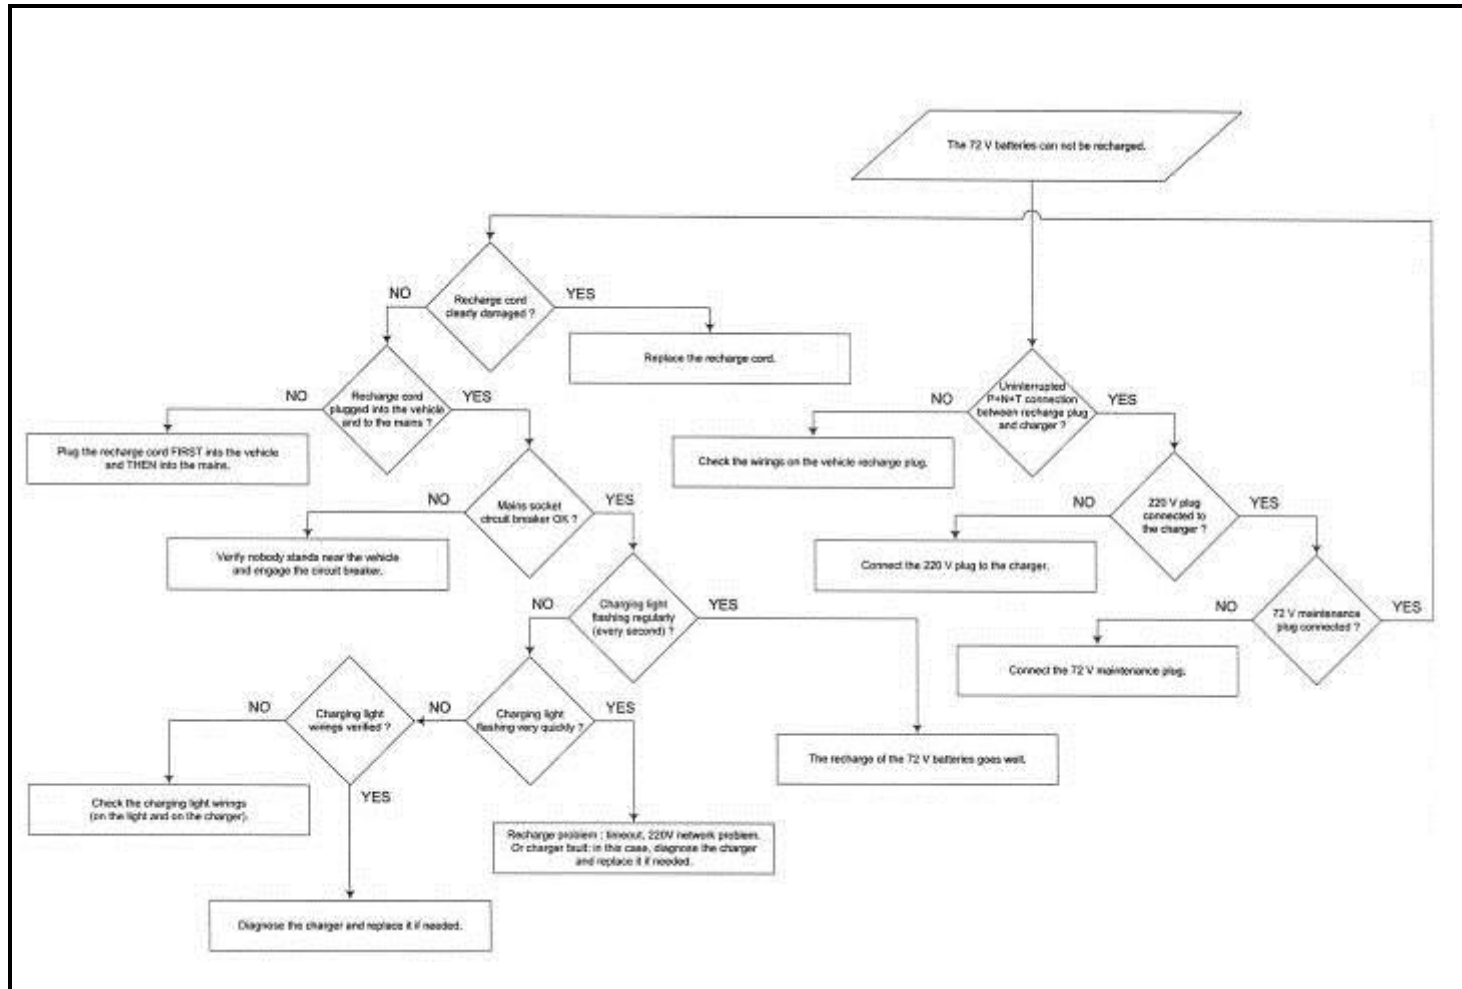 The 72 V batteries can not be recharged.
NO
YES
Recharge cord
clearly damaged ?
Replace the recharge cord.
NO
YES
Recharge cord
plugged into the vehicle
and to the mains ?
Plug the recharge cord FIRST into the vehicle
and THEN into the mains.
NO
YES
Uninterrupted
P+N+T connection
between recharge plug
and charger ?
Check the wirings on the vehicle recharge plug.
NO
YES
Mains socket
circuit breaker OK ?
Verify nobody stands near the vehicle
and engage the circuit breaker.
NO
YES
220 V plug
connected to
the charger ?
Connect the 220 V plug to the charger.
NO
YES
Charging light
flashing regularly
(every second) ?
NO
YES
72 V maintenance
plug connected ?
Connect the 72 V maintenance plug.
NO
YES
Charging light
wirings verified ?
NO
YES
Charging light
flashing very quickly ?
The recharge of the 72 V batteries goes well.
Check the charging light wirings
(on the light and on the charger).
Recharge problem : timeout, 220V network problem.
Or charger fault: in this case, diagnose the charger
and replace it if needed.
Diagnose the charger and replace it if needed.